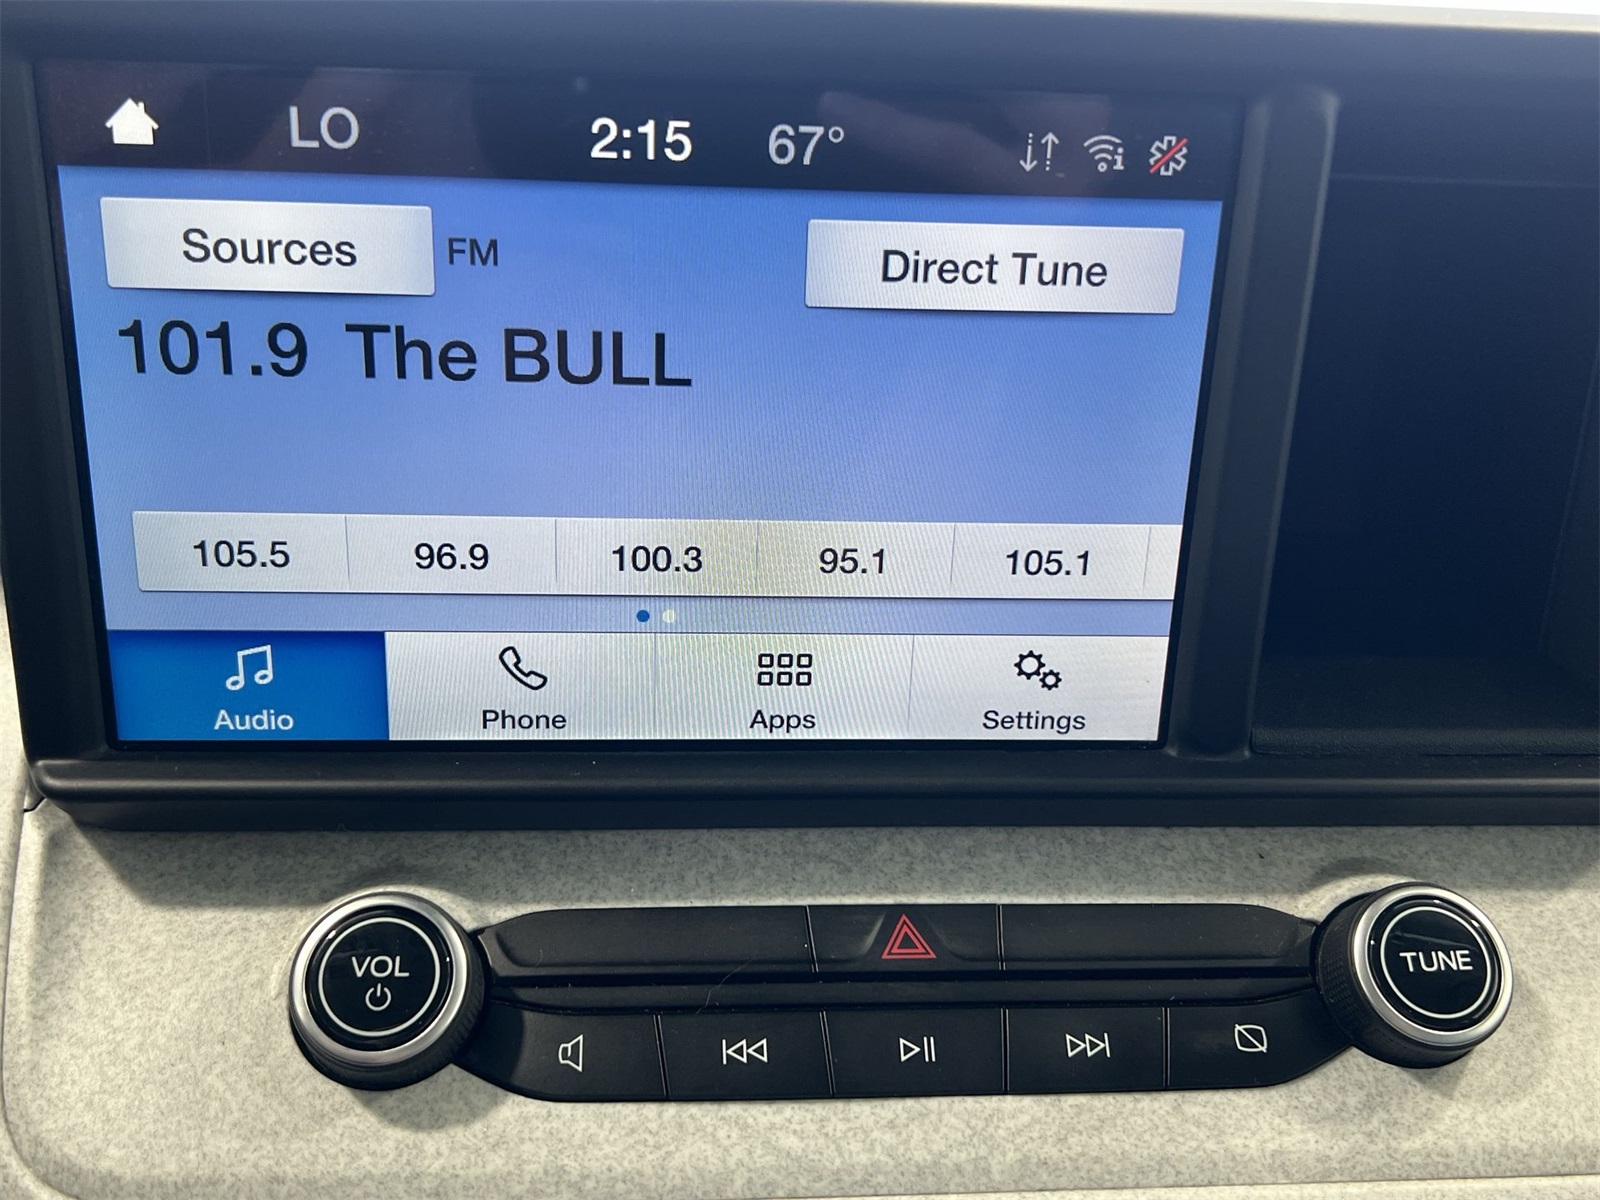 LO 2:15 67°
Sources FM Direct Tune
101.9 The BULL
105.5 96.9 100.3 95.1 105.1
Audio Phone Apps Settings
VOL TUNE